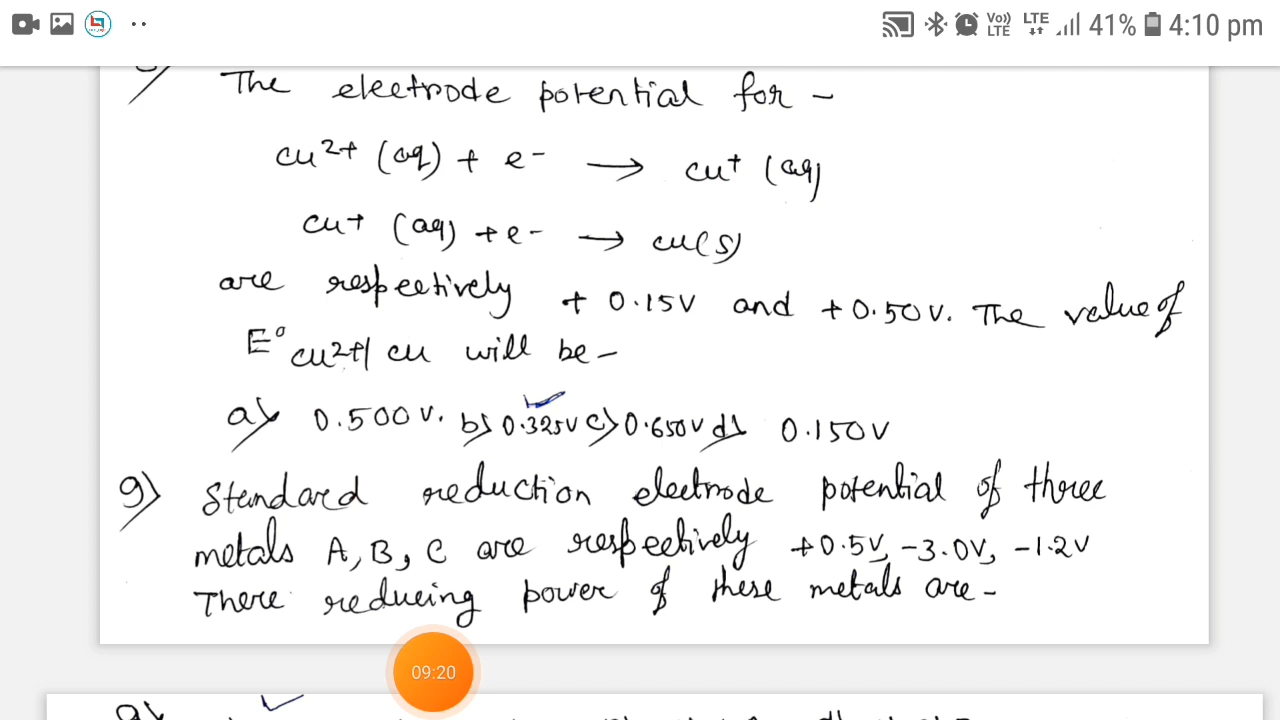 Vo)) LTE LTE 41% 4:10 pm
The electrode potential for -
cu2+ (aq) + e- → cu+ (aq)
cu+ (aq) + e- → cu(s)
are respectively + 0.15V and +0.50V. The value of
E° cu2+/cu will be -
a) 0.500V. b) 0.325V c) 0.650V d) 0.150V
9) Standard reduction electrode potential of three
metals A, B, C are respectively +0.5V, -3.0V, -1.2V
There reducing power of these metals are -
09:20
a)